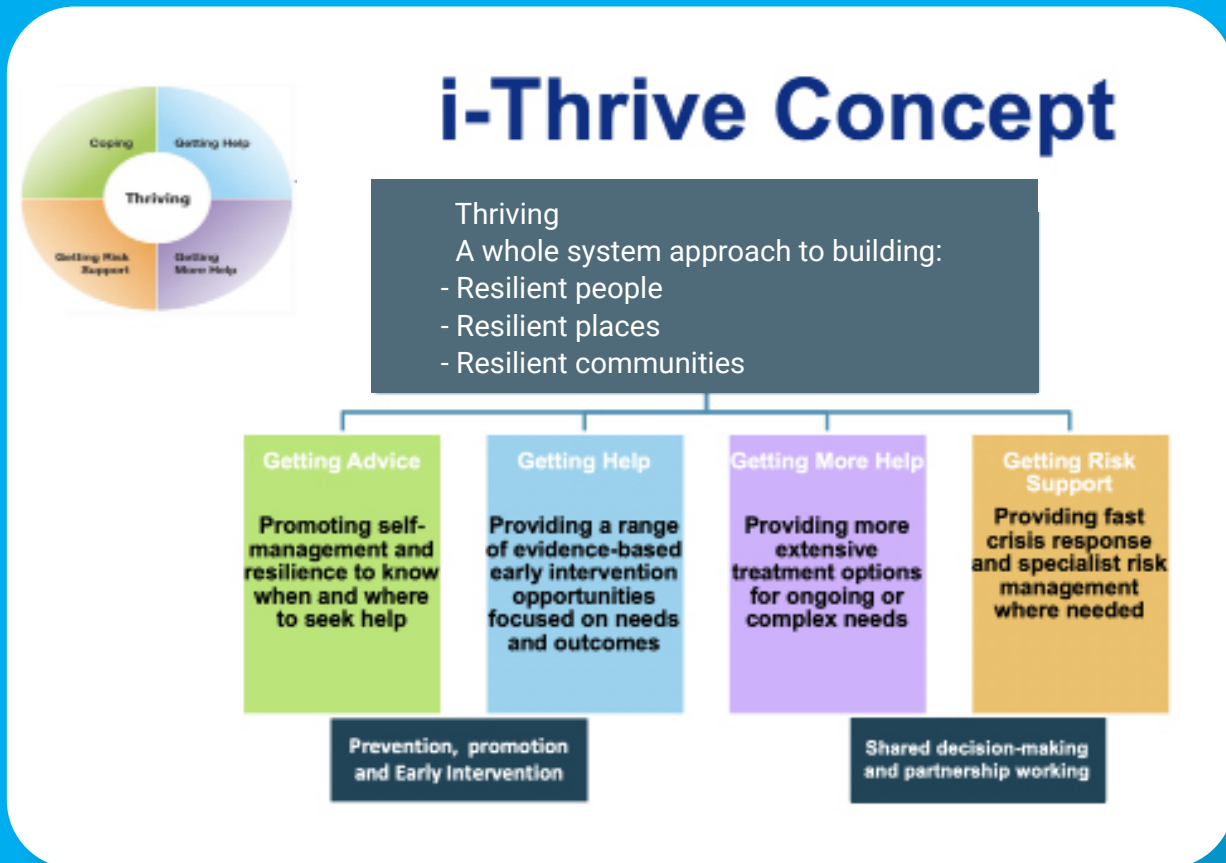 i-Thrive Concept
Coping
Getting Help
Thriving
Getting Risk
Support
Getting
More Help
Thriving
A whole system approach to building:
- Resilient people
- Resilient places
- Resilient communities
Getting Advice
Promoting self-
management and
resilience to know
when and where
to seek help
Getting Help
Providing a range
of evidence-based
early intervention
opportunities
focused on needs
and outcomes
Getting More Help
Providing more
extensive
treatment options
for ongoing or
complex needs
Getting Risk
Support
Providing fast
crisis response
and specialist risk
management
where needed
Prevention, promotion
and Early Intervention
Shared decision-making
and partnership working